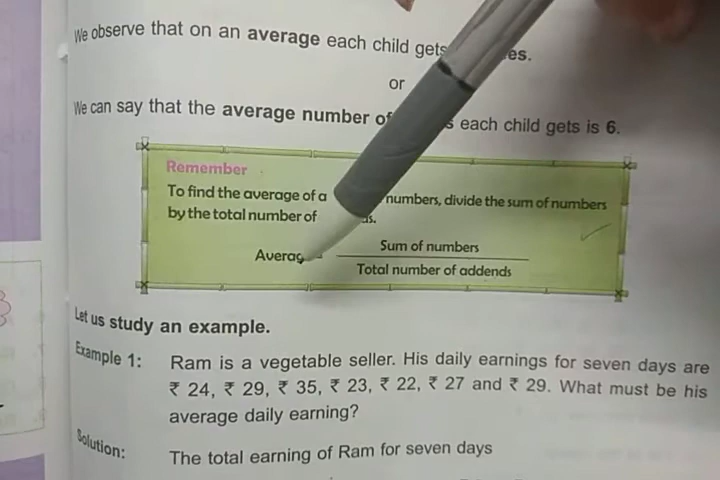 We observe that on an average each child gets es.
or
We can say that the average number of s each child gets is 6.
Remember
To find the average of a numbers, divide the sum of numbers
by the total number of ds.
Averag = Sum of numbers
Total number of addends
Let us study an example.
Example 1: Ram is a vegetable seller. His daily earnings for seven days are
₹ 24, ₹ 29, ₹ 35, ₹ 23, ₹ 22, ₹ 27 and ₹ 29. What must be his
average daily earning?
Solution: The total earning of Ram for seven days